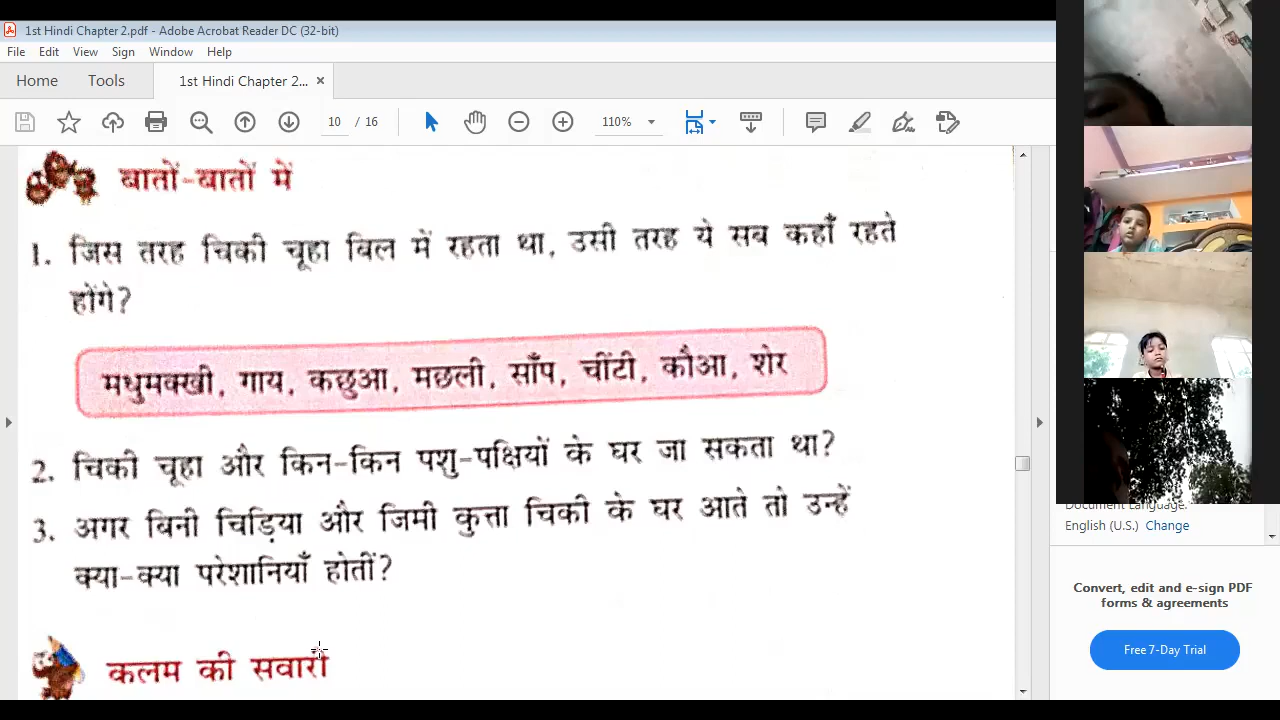 1st Hindi Chapter 2.pdf - Adobe Acrobat Reader DC (32-bit)
File Edit View Sign Window Help
Home Tools 1st Hindi Chapter 2... ×
10 / 16 110%
बातों-बातों में
1. जिस तरह चिकी चूहा बिल में रहता था, उसी तरह ये सब कहाँ रहते
होंगे?
मधुमक्खी, गाय, कछुआ, मछली, साँप, चींटी, कौआ, शेर
2. चिकी चूहा और किन-किन पशु-पक्षियों के घर जा सकता था?
3. अगर बिनी चिड़िया और जिमी कुत्ता चिकी के घर आते तो उन्हें
क्या-क्या परेशानियाँ होतीं?
कलम की सवारी
Document Language:
English (U.S.) Change
Convert, edit and e-sign PDF
forms & agreements
Free 7-Day Trial